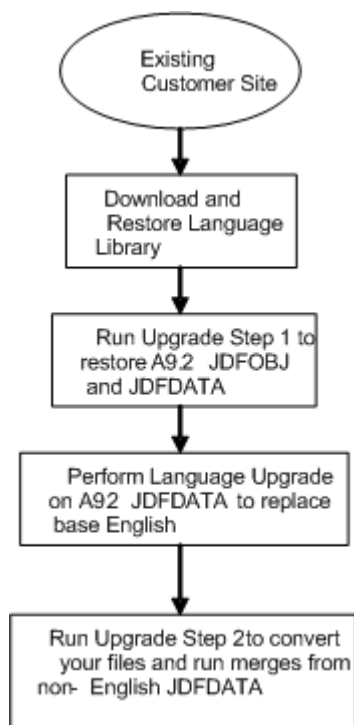 Existing
Customer Site
Download and
Restore Language
Library
Run Upgrade Step 1 to
restore A9.2 JDFOBJ
and JDFDATA
Perform Language Upgrade
on A92 JDFDATA to replace
base English
Run Upgrade Step 2to convert
your files and run merges from
non- English JDFDATA